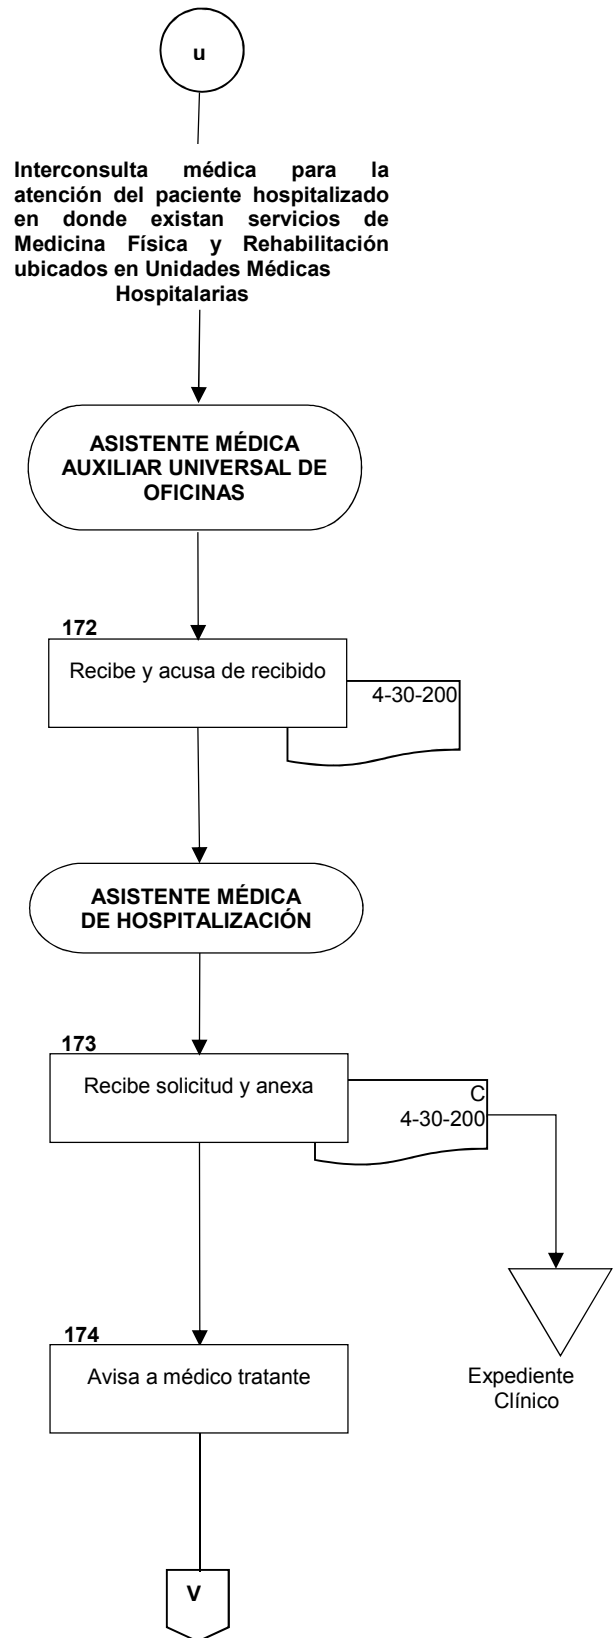 u
Interconsulta médica para la
atención del paciente hospitalizado
en donde existan servicios de
Medicina Física y Rehabilitación
ubicados en Unidades Médicas
Hospitalarias
ASISTENTE MÉDICA
AUXILIAR UNIVERSAL DE
OFICINAS
172
Recibe y acusa de recibido
4-30-200
ASISTENTE MÉDICA
DE HOSPITALIZACIÓN
173
Recibe solicitud y anexa
C
4-30-200
174
Avisa a médico tratante
Expediente
Clínico
V